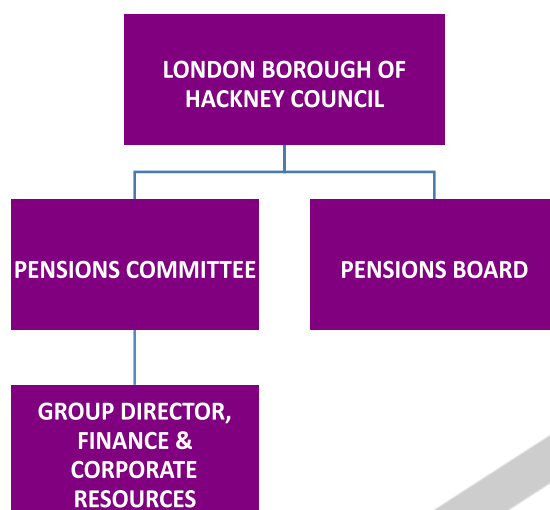 LONDON BOROUGH OF
HACKNEY COUNCIL
PENSIONS COMMITTEE
PENSIONS BOARD
GROUP DIRECTOR,
FINANCE &
CORPORATE
RESOURCES